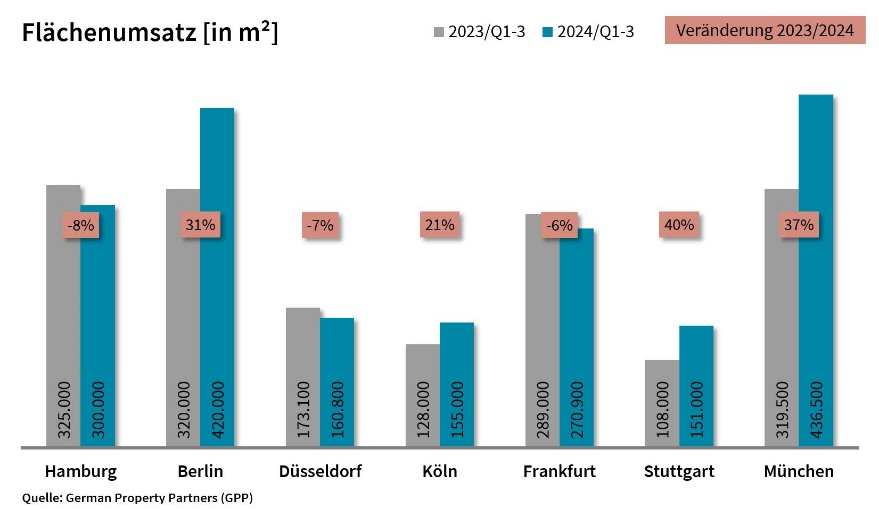 Flächenumsatz [in m²]
2023/Q1-3 2024/Q1-3
Veränderung 2023/2024
-8% 31% -7% 21% -6% 40% 37%
325.000 300.000 320.000 420.000 173.100 160.800 128.000 155.000 289.000 270.900 108.000 151.000 319.500 436.500
Hamburg Berlin Düsseldorf Köln Frankfurt Stuttgart München
Quelle: German Property Partners (GPP)